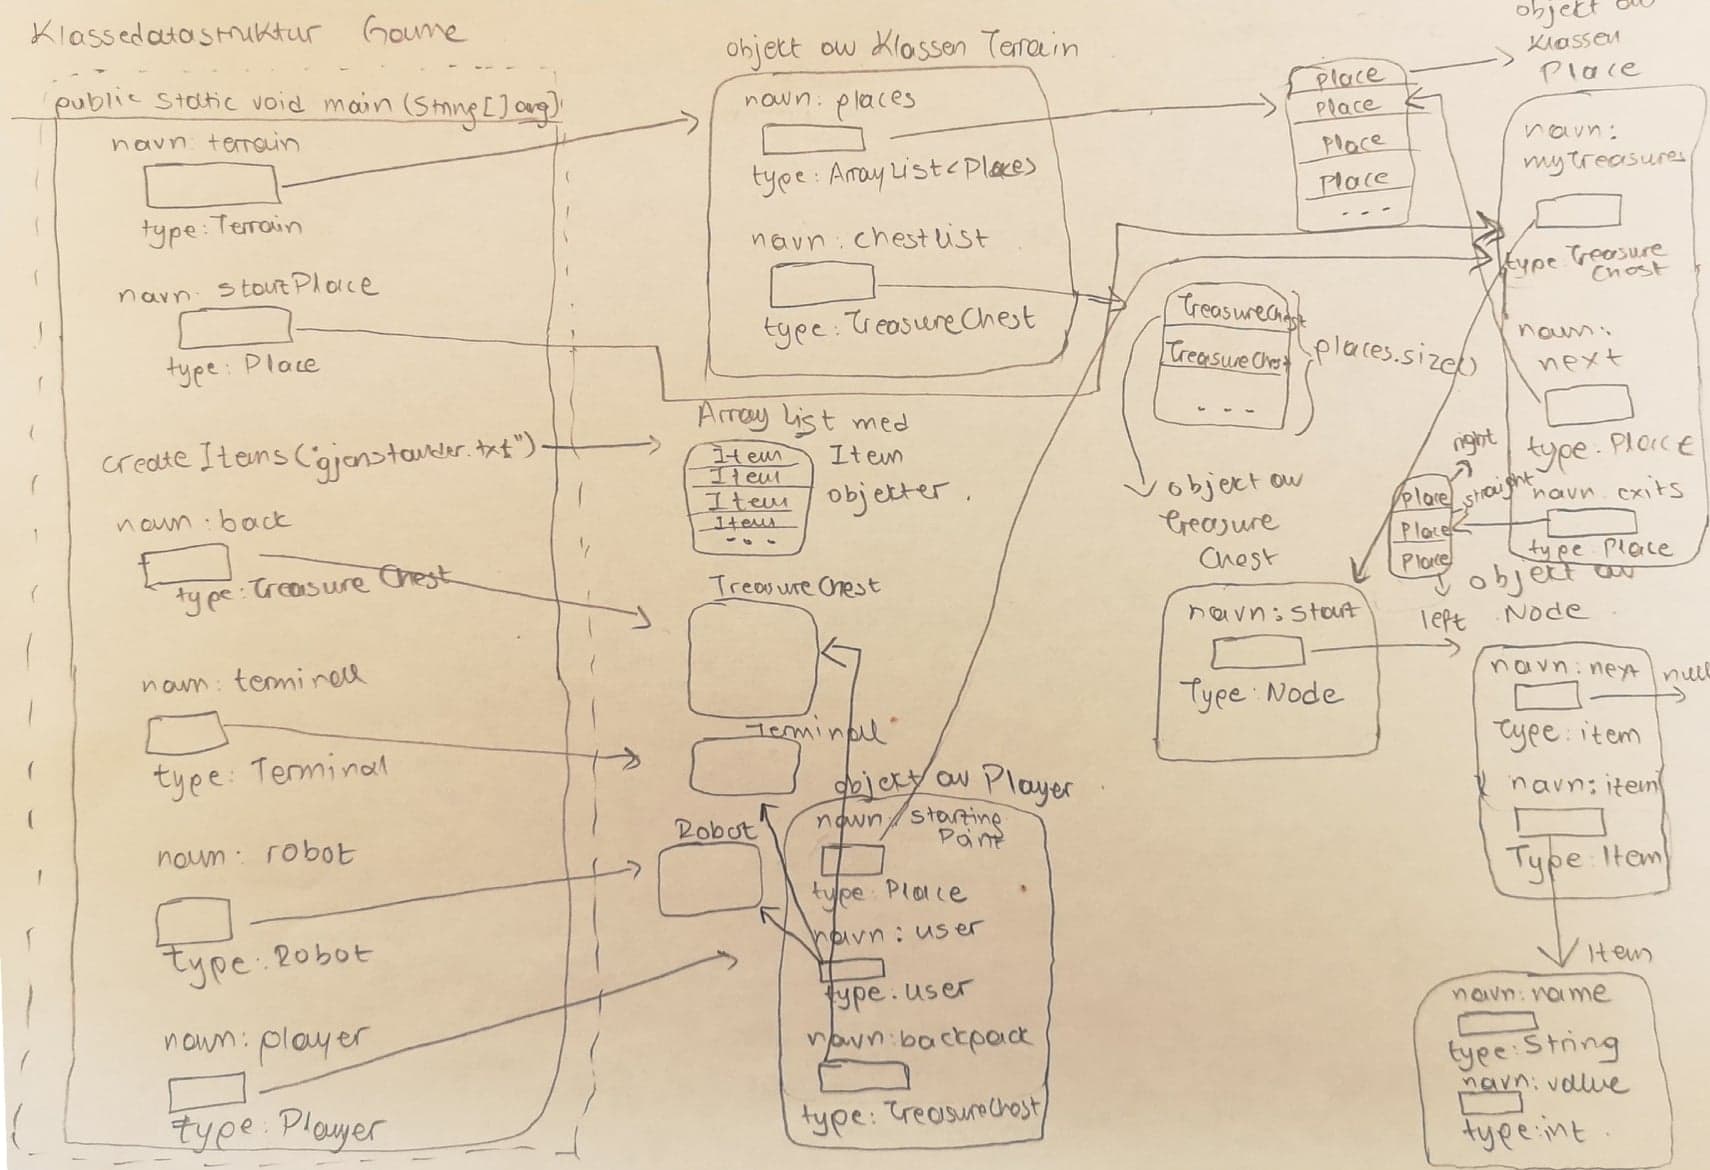 Klassedatastruktur Game
public static void main (String[] arg)
navn: terrain
type: Terrain
navn: startPlace
type: Place
create Items ("gjenstander.txt")
navn: back
type: Treasure Chest
navn: terminall
type: Terminal
navn: robot
type: Robot
navn: player
type: Player
objekt av Klassen Terrain
navn: places
type: ArrayList<Places>
navn: chestlist
type: TreasureChest
Array list med
Item
objekter.
Item
Item
Item
Item
...
TreasureChest
Terminall
Robot
objekt av Player
navn: starting
Point
type: Place
navn: user
type: user
navn: backpack
type: TreasureChest
Place
Place
Place
Place
...
TreasureChest
TreasureChest
...
places.size()
objekt av
Treasure
Chest
navn: start
Type: Node
objekt av
Klassen
Place
navn:
myTreasures
type: Treasure
Chest
navn:
next
type: Place
navn: exits
type: Place
right
straight
left
Place
Place
Place
objekt av
Node
navn: next
null
type: item
navn: item
Type: Item
Item
navn: name
type: String
navn: value
type: int